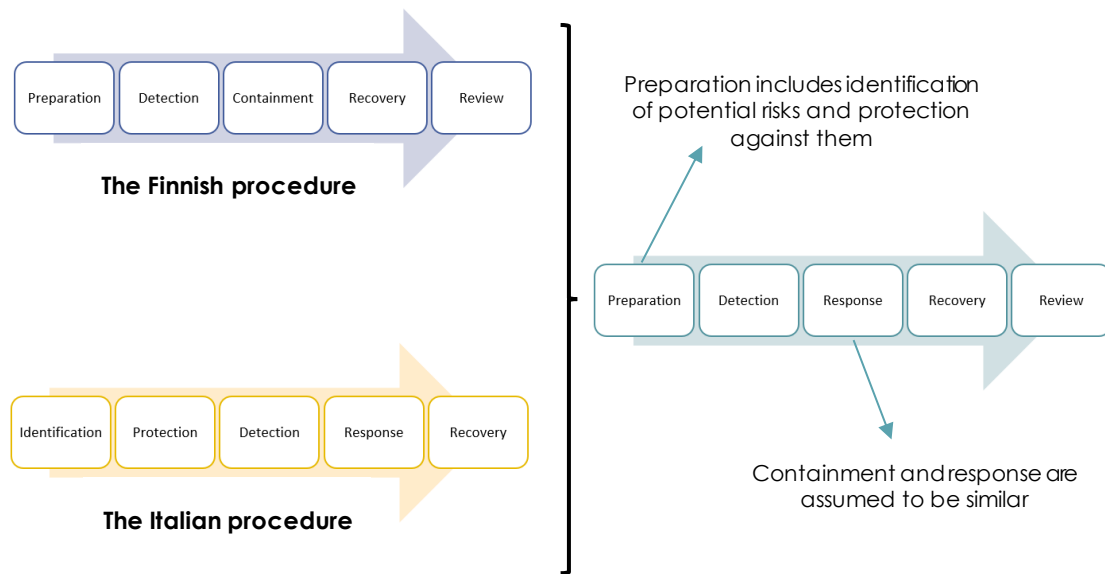 Preparation
Detection
Containment
Recovery
Review
The Finnish procedure
Identification
Protection
Detection
Response
Recovery
The Italian procedure
Preparation includes identification
of potential risks and protection
against them
Preparation
Detection
Response
Recovery
Review
Containment and response are
assumed to be similar